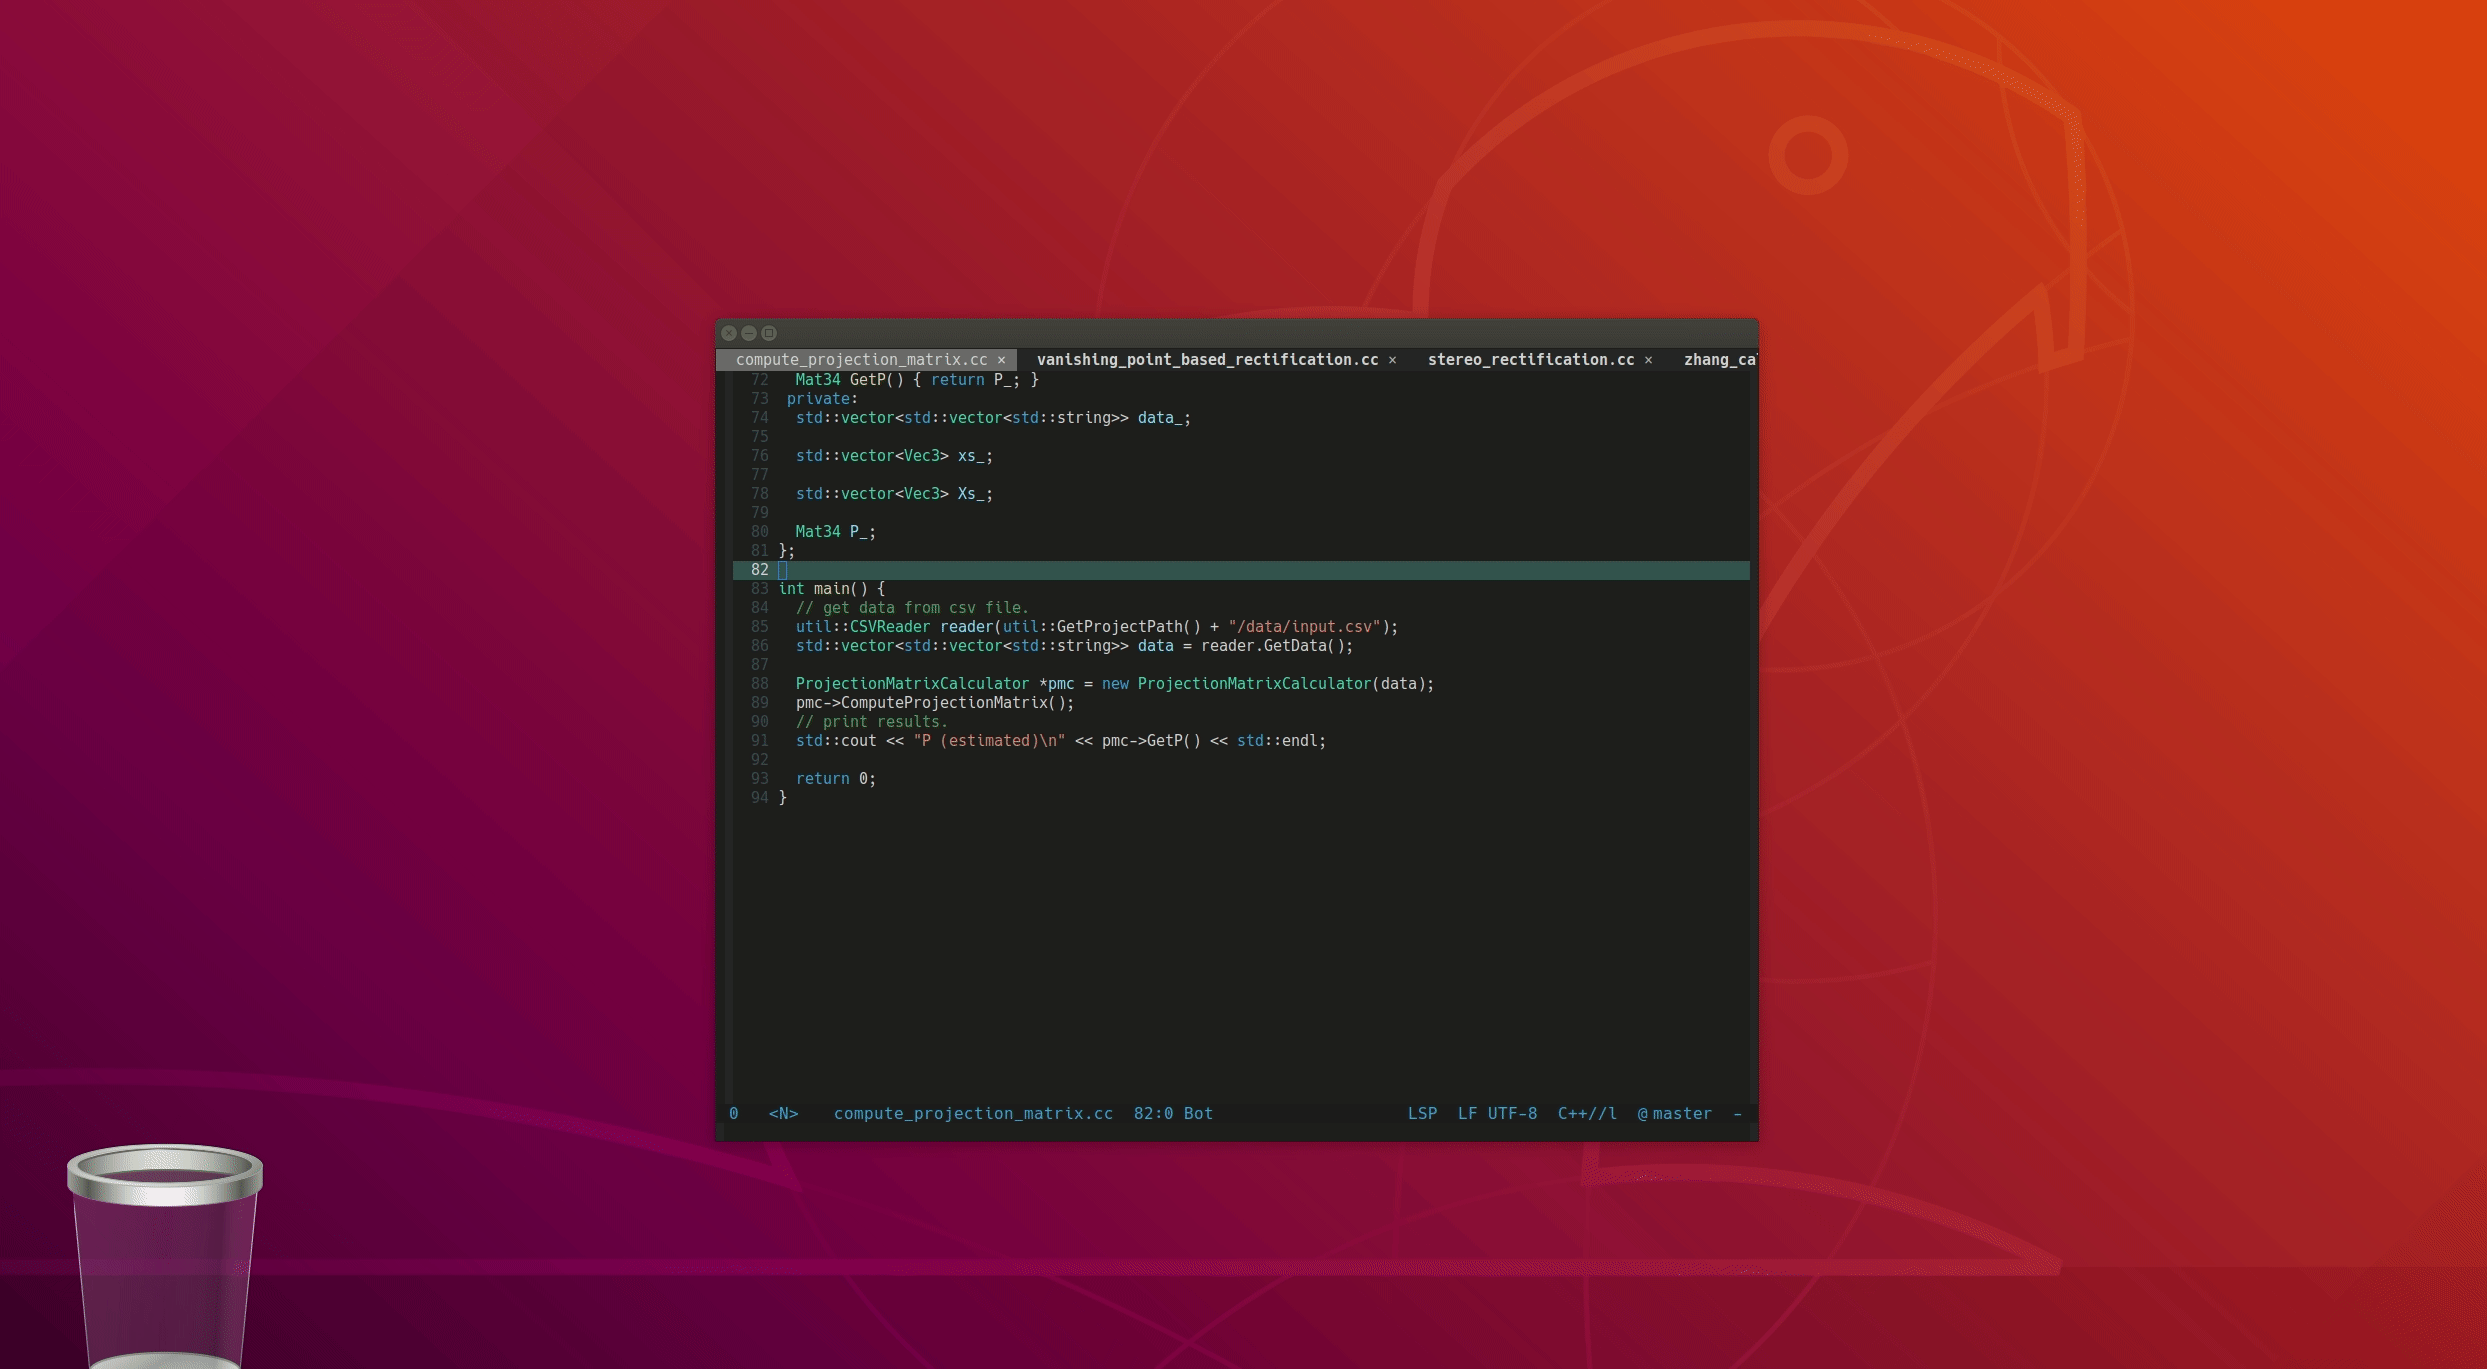 compute_projection_matrix.cc × vanishing_point_based_rectification.cc × stereo_rectification.cc × zhang_ca
72 Mat34 GetP() { return P_; }
73 private:
74 std::vector<std::vector<std::string>> data_;
75
76 std::vector<Vec3> xs_;
77
78 std::vector<Vec3> Xs_;
79
80 Mat34 P_;
81 };
82
83 int main() {
84 // get data from csv file.
85 util::CSVReader reader(util::GetProjectPath() + "/data/input.csv");
86 std::vector<std::vector<std::string>> data = reader.GetData();
87
88 ProjectionMatrixCalculator *pmc = new ProjectionMatrixCalculator(data);
89 pmc->ComputeProjectionMatrix();
90 // print results.
91 std::cout << "P (estimated)\n" << pmc->GetP() << std::endl;
92
93 return 0;
94 }
0 <N> compute_projection_matrix.cc 82:0 Bot LSP LF UTF-8 C++//l @master -